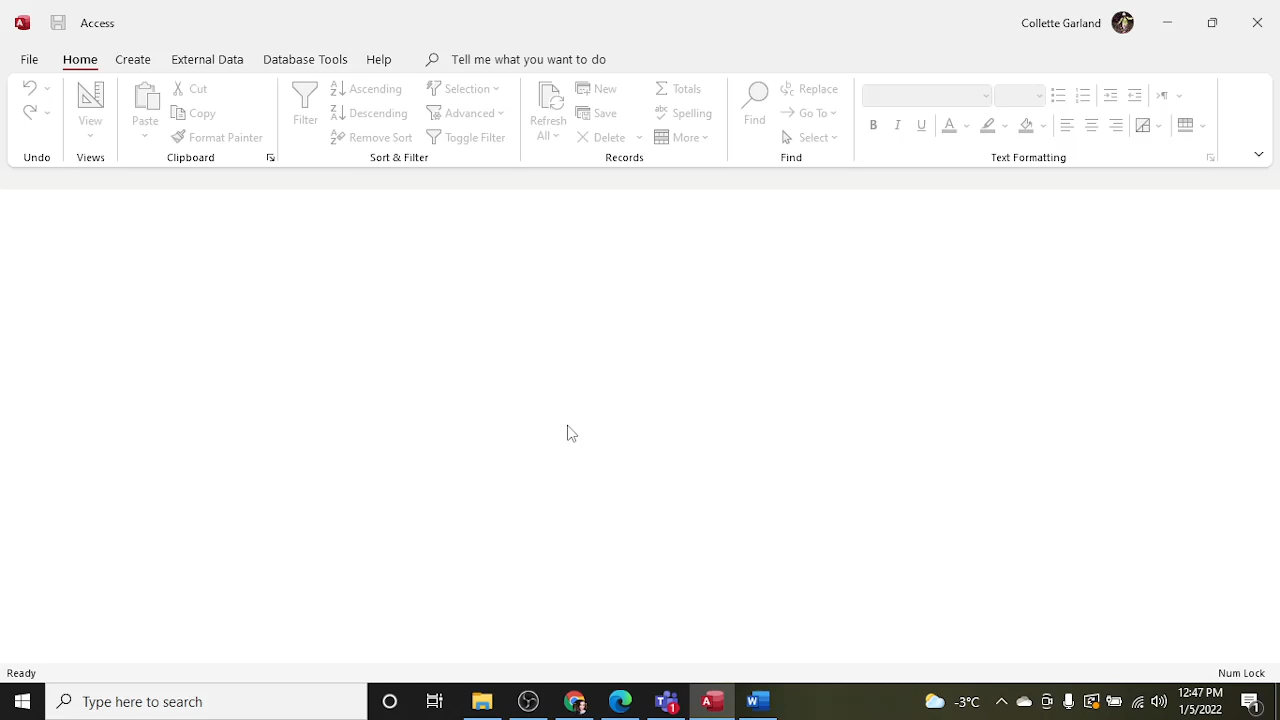 Access
Collette Garland
File Home Create External Data Database Tools Help Tell me what you want to do
View
Paste
Cut
Copy
Format Painter
Filter
Ascending
Descending
Remove Sort
Selection
Advanced
Toggle Filter
Refresh
All
New
Save
Delete
Totals
Spelling
More
Find
Replace
Go To
Select
B I U A
Undo Views Clipboard Sort & Filter Records Find Text Formatting
Ready
Num Lock
Type here to search
1
-3°C
12:47 PM
1/5/2022
1